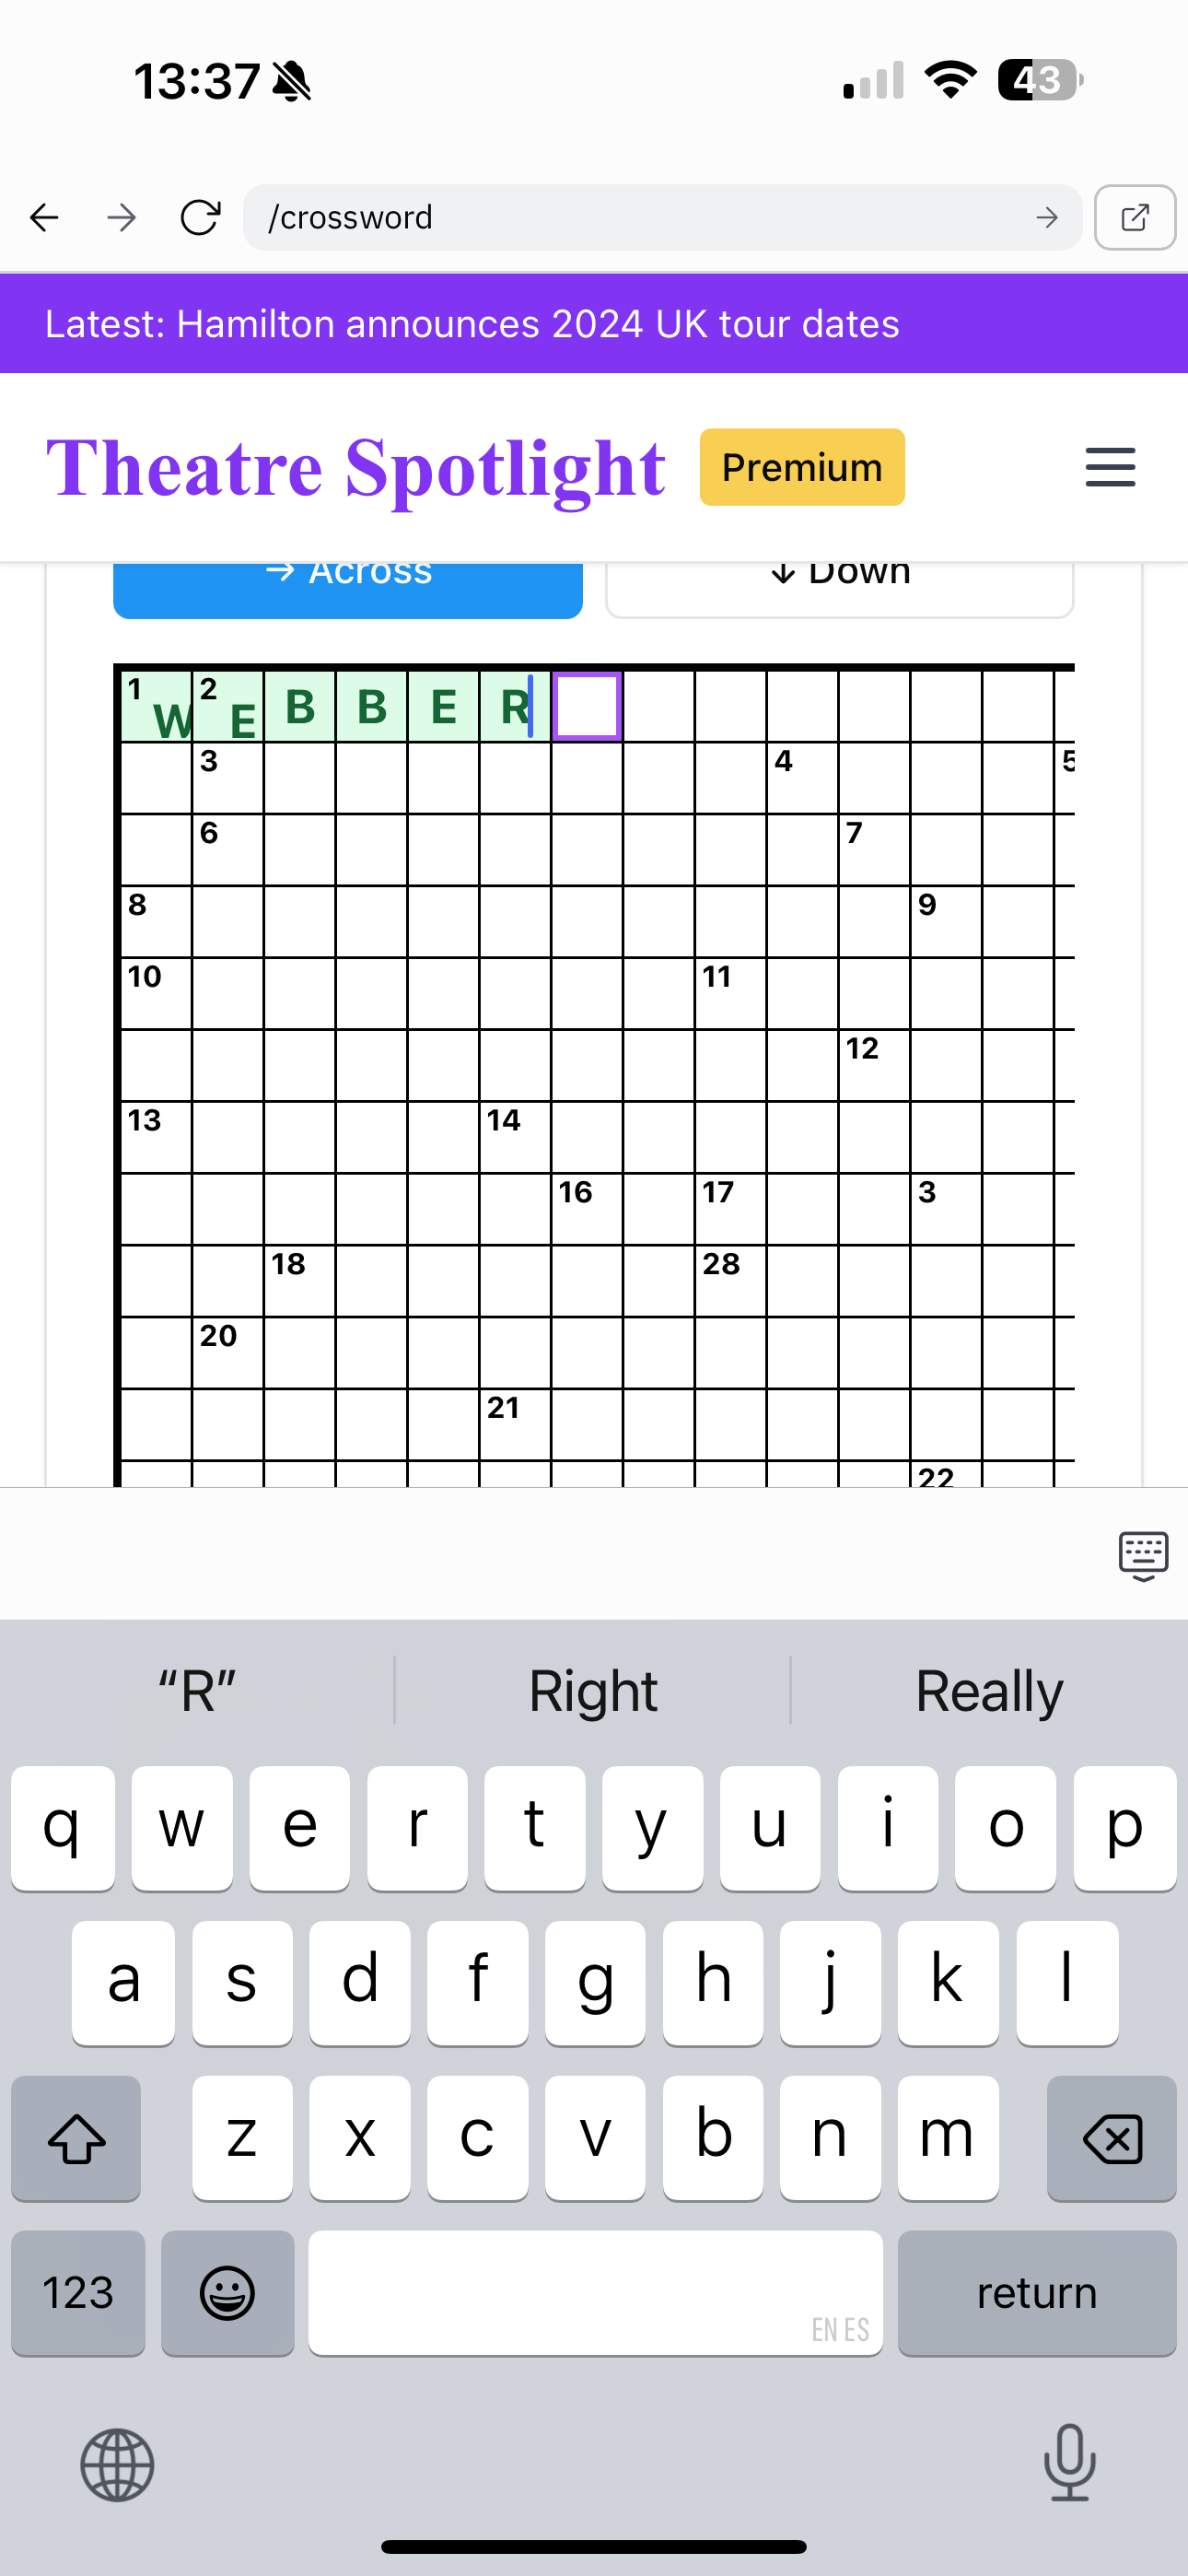 13:37 43
/crossword
Latest: Hamilton announces 2024 UK tour dates
Theatre Spotlight Premium
→ Across ↓ Down
1 W 2 E B B E R
3 4 5
6 7
8 9
10 11
12
13 14
16 17 3
18 28
20
21
22
“R” Right Really
q w e r t y u i o p
a s d f g h j k l
z x c v b n m
123 EN ES return